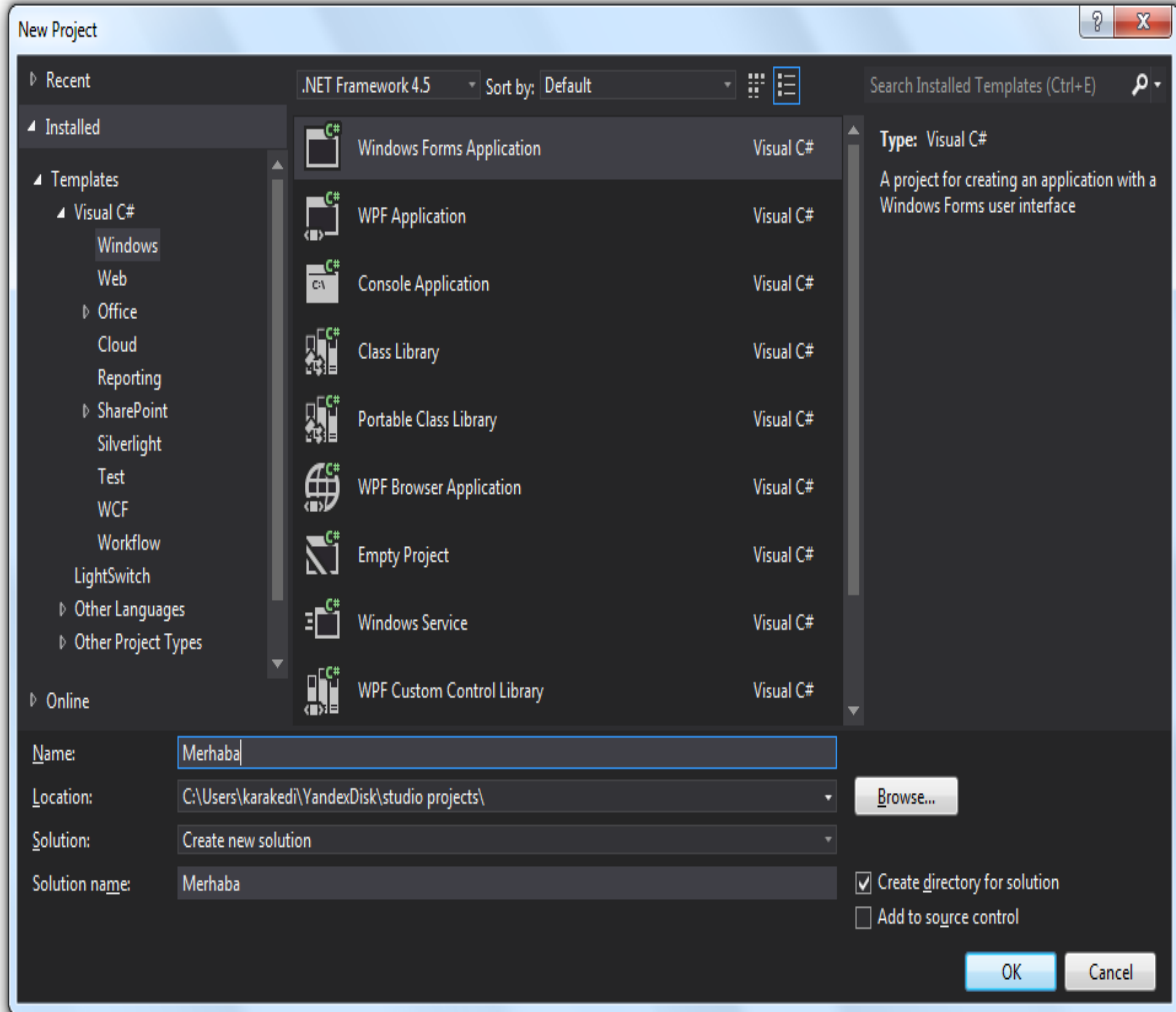 New Project
Recent
.NET Framework 4.5
Sort by:
Default
Search Installed Templates (Ctrl+E)
Installed
Templates
Visual C#
Windows
Web
Office
Cloud
Reporting
SharePoint
Silverlight
Test
WCF
Workflow
LightSwitch
Other Languages
Other Project Types
Online
C# Windows Forms Application Visual C#
C# WPF Application Visual C#
C# C:\ Console Application Visual C#
C# Class Library Visual C#
C# Portable Class Library Visual C#
C# WPF Browser Application Visual C#
C# Empty Project Visual C#
C# Windows Service Visual C#
C# WPF Custom Control Library Visual C#
Type: Visual C#
A project for creating an application with a
Windows Forms user interface
Name: Merhaba
Location: C:\Users\karakedi\YandexDisk\studio projects\
Browse...
Solution: Create new solution
Solution name: Merhaba
Create directory for solution
Add to source control
OK
Cancel